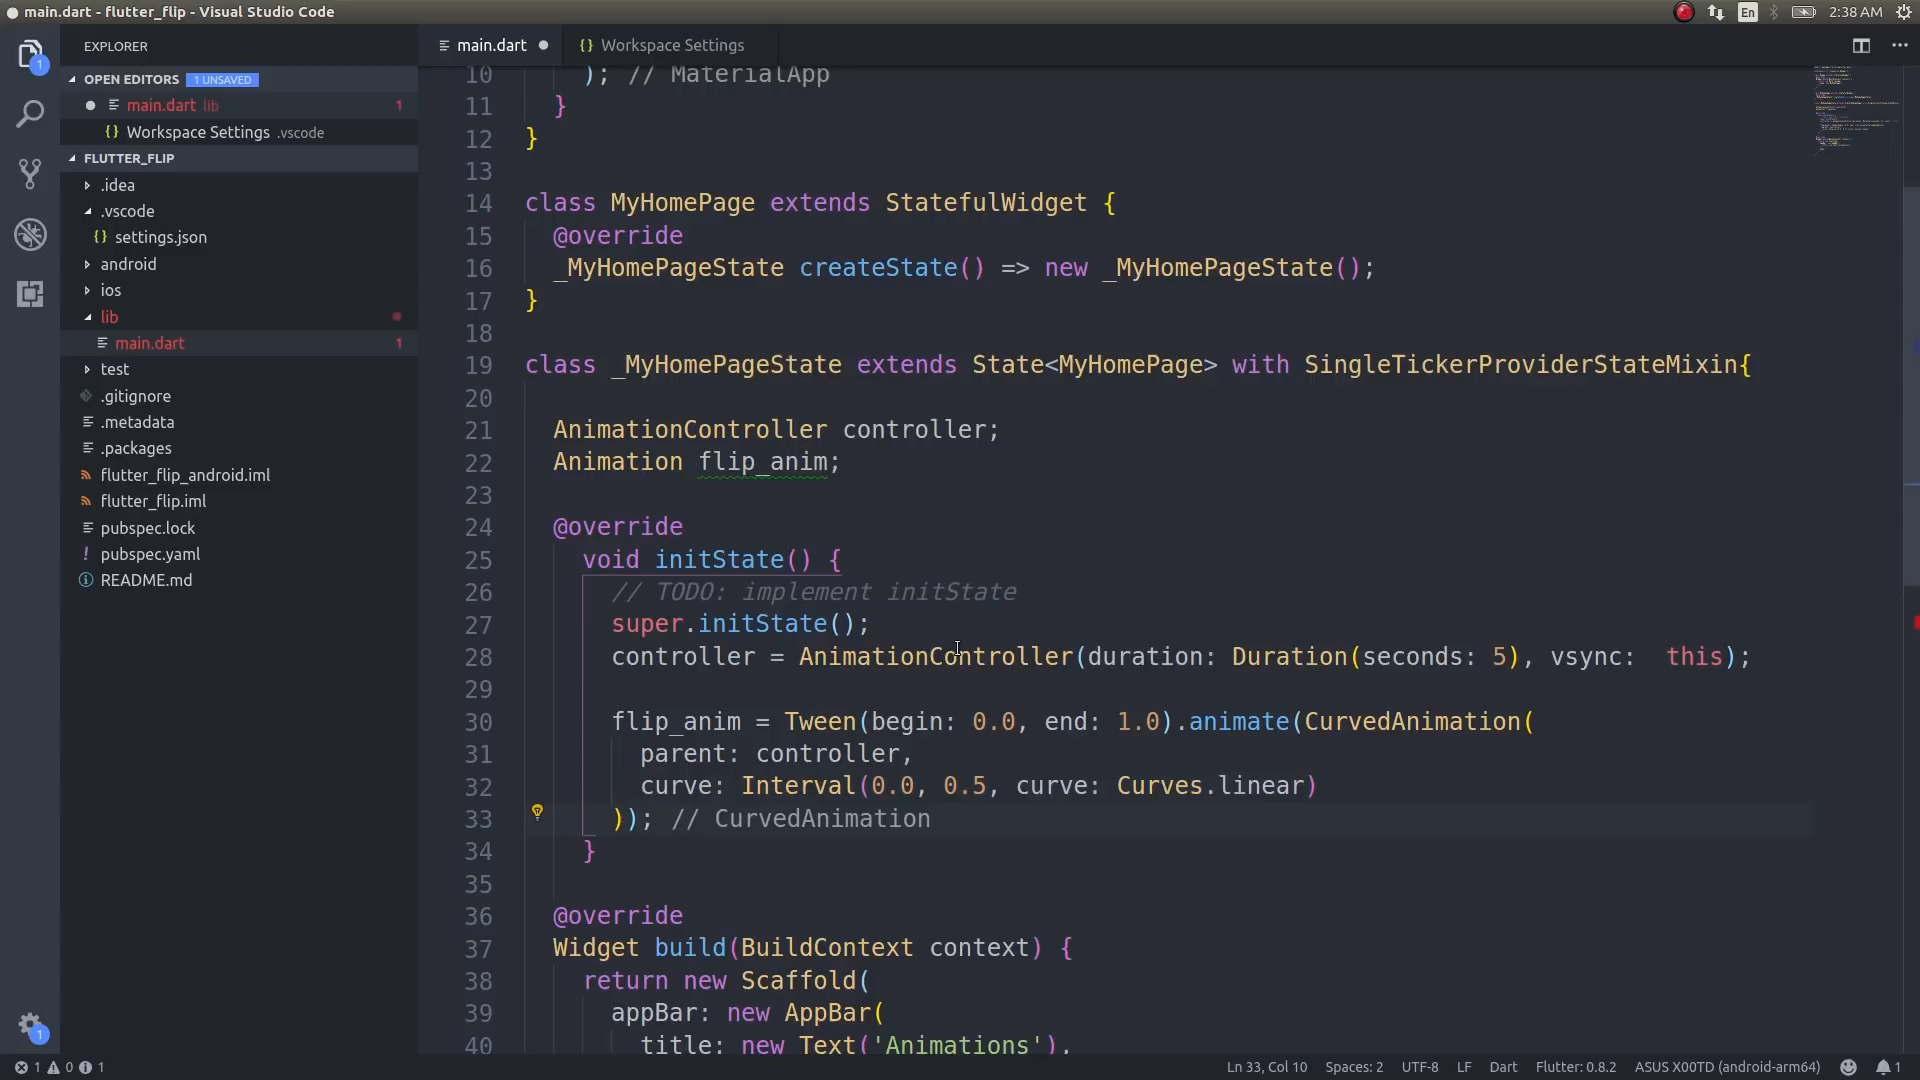 main.dart - flutter_flip - Visual Studio Code
En
2:38 AM
EXPLORER
main.dart
{} Workspace Settings
1
OPEN EDITORS 1 UNSAVED
main.dart lib 1
{} Workspace Settings .vscode
FLUTTER_FLIP
.idea
.vscode
{} settings.json
android
ios
lib
main.dart 1
test
.gitignore
.metadata
.packages
flutter_flip_android.iml
flutter_flip.iml
pubspec.lock
! pubspec.yaml
README.md
1
10 ); // MaterialApp
11 }
12 }
13
14 class MyHomePage extends StatefulWidget {
15 @override
16 _MyHomePageState createState() => new _MyHomePageState();
17 }
18
19 class _MyHomePageState extends State<MyHomePage> with SingleTickerProviderStateMixin{
20
21 AnimationController controller;
22 Animation flip_anim;
23
24 @override
25 void initState() {
26 // TODO: implement initState
27 super.initState();
28 controller = AnimationController(duration: Duration(seconds: 5), vsync:  this);
29
30 flip_anim = Tween(begin: 0.0, end: 1.0).animate(CurvedAnimation(
31 parent: controller,
32 curve: Interval(0.0, 0.5, curve: Curves.linear)
33 )); // CurvedAnimation
34 }
35
36 @override
37 Widget build(BuildContext context) {
38 return new Scaffold(
39 appBar: new AppBar(
40 title: new Text('Animations'),
1 0 1
Ln 33, Col 10 Spaces: 2 UTF-8 LF Dart Flutter: 0.8.2 ASUS X00TD (android-arm64) 1